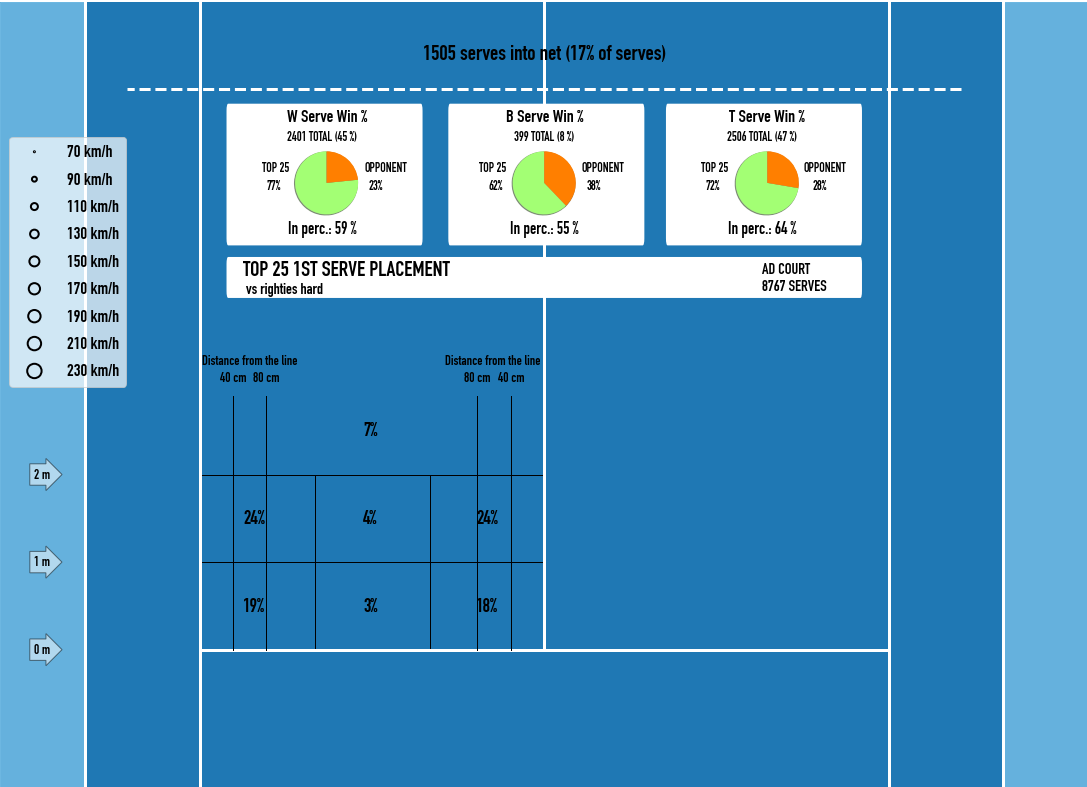 1505 serves into net (17% of serves)
W Serve Win %
2401 TOTAL (45 %)
TOP 25
77%
OPPONENT
23%
In perc.: 59 %
B Serve Win %
399 TOTAL (8 %)
TOP 25
62%
OPPONENT
38%
In perc.: 55 %
T Serve Win %
2506 TOTAL (47 %)
TOP 25
72%
OPPONENT
28%
In perc.: 64 %
TOP 25 1ST SERVE PLACEMENT
vs righties hard
AD COURT
8767 SERVES
70 km/h
90 km/h
110 km/h
130 km/h
150 km/h
170 km/h
190 km/h
210 km/h
230 km/h
Distance from the line
40 cm 80 cm
Distance from the line
80 cm 40 cm
7%
2 m
24% 4% 24%
1 m
19% 3% 18%
0 m